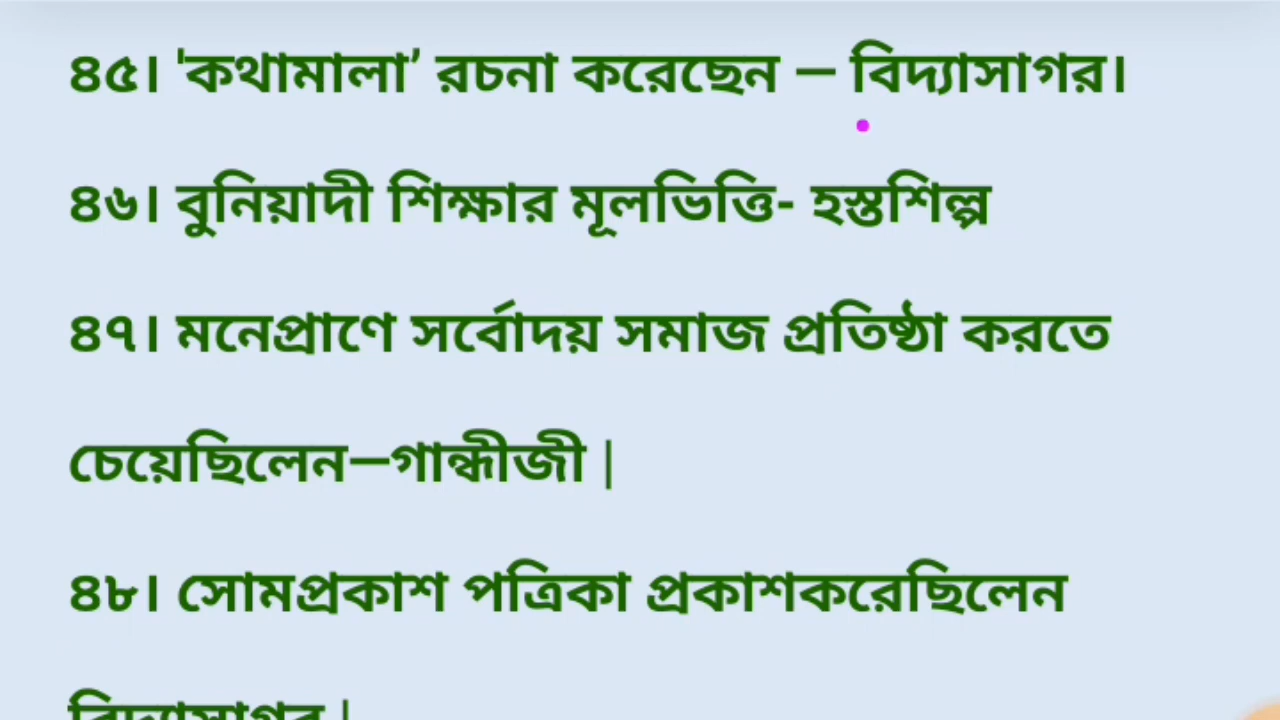 ৪৫। 'কথামালা’ রচনা করেছেন – বিদ্যাসাগর।
৪৬। বুনিয়াদী শিক্ষার মূলভিত্তি- হস্তশিল্প
৪৭। মনেপ্রাণে সর্বোদয় সমাজ প্রতিষ্ঠা করতে
চেয়েছিলেন—গান্ধীজী |
৪৮। সোমপ্রকাশ পত্রিকা প্রকাশকরেছিলেন
বিদ্যাসাগর |